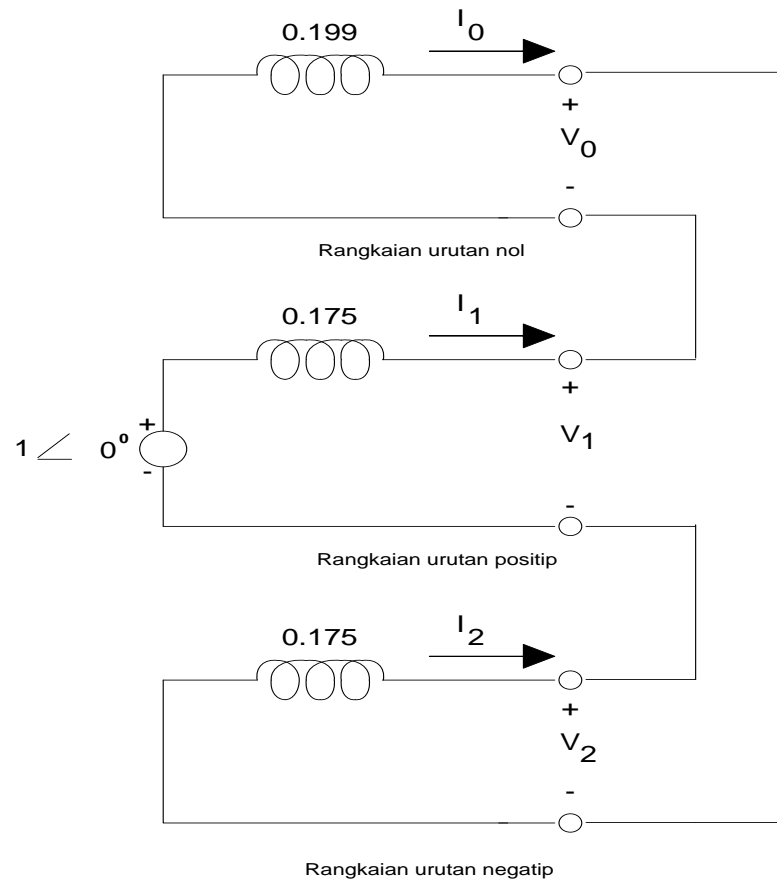 0.199
I0
+
V0
-
Rangkaian urutan nol
0.175
I1
+
+
V1
1∠ 0°
-
-
Rangkaian urutan positip
0.175
I2
+
V2
-
Rangkaian urutan negatip